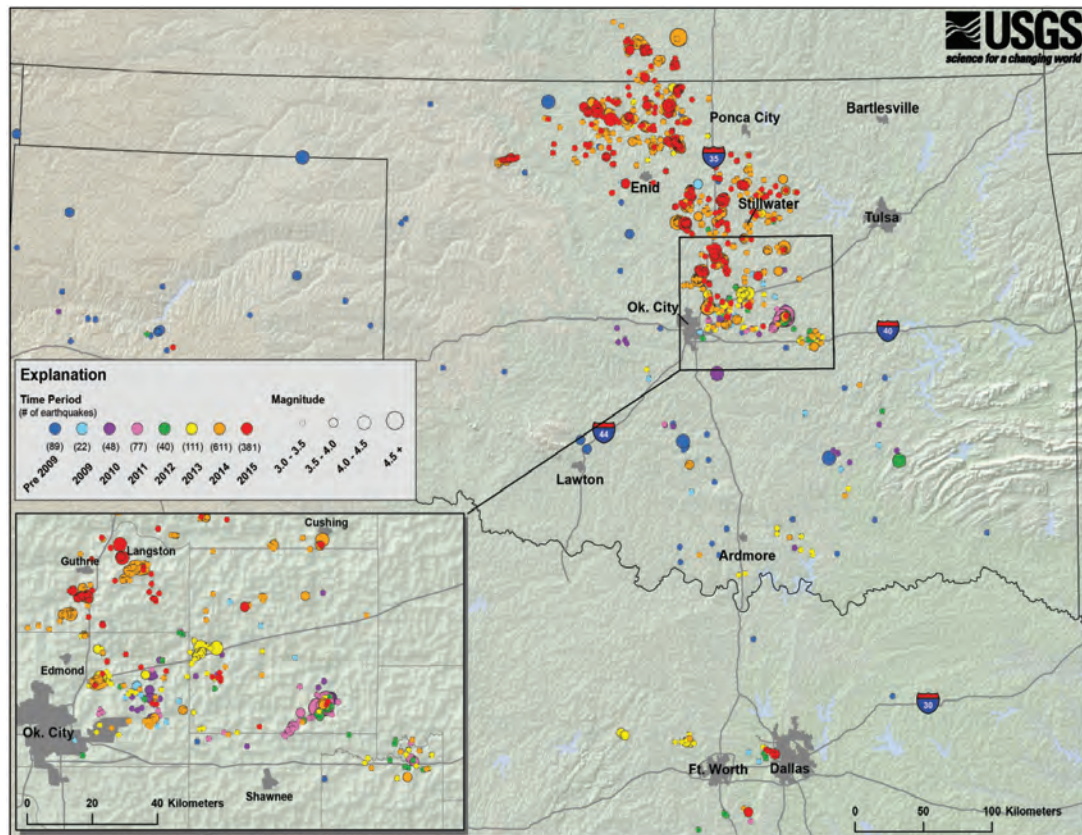 USGS
science for a changing world
Bartlesville
Ponca City
35
Enid
Stillwater
Tulsa
Ok. City
40
Explanation
Time Period
(# of earthquakes)
Magnitude
(89) (22) (48) (77) (40) (111) (611) (381)
Pre 2009 2009 2010 2011 2012 2013 2014 2015
3.0 - 3.5 3.5 - 4.0 4.0 - 4.5 4.5 +
44
Lawton
Ardmore
Cushing
Guthrie
Langston
Edmond
Ok. City
Shawnee
0 20 40 Kilometers
30
Ft. Worth
Dallas
0 50 100 Kilometers